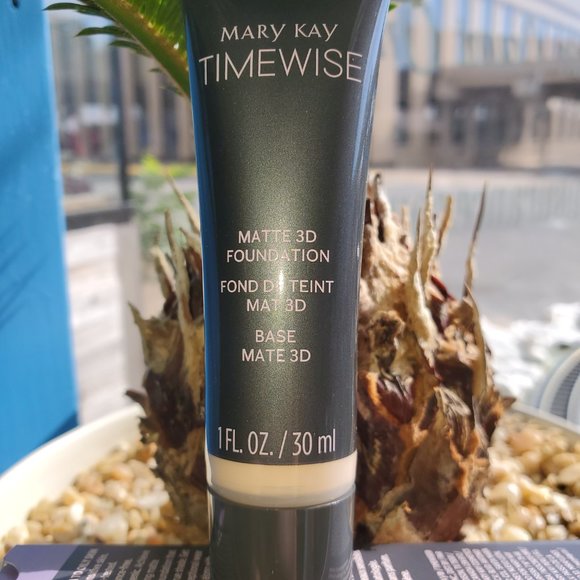 MARY KAY
TIMEWISE
MATTE 3D
FOUNDATION
FOND DE TEINT
MAT 3D
BASE
MATE 3D
1 FL. OZ. / 30 ml